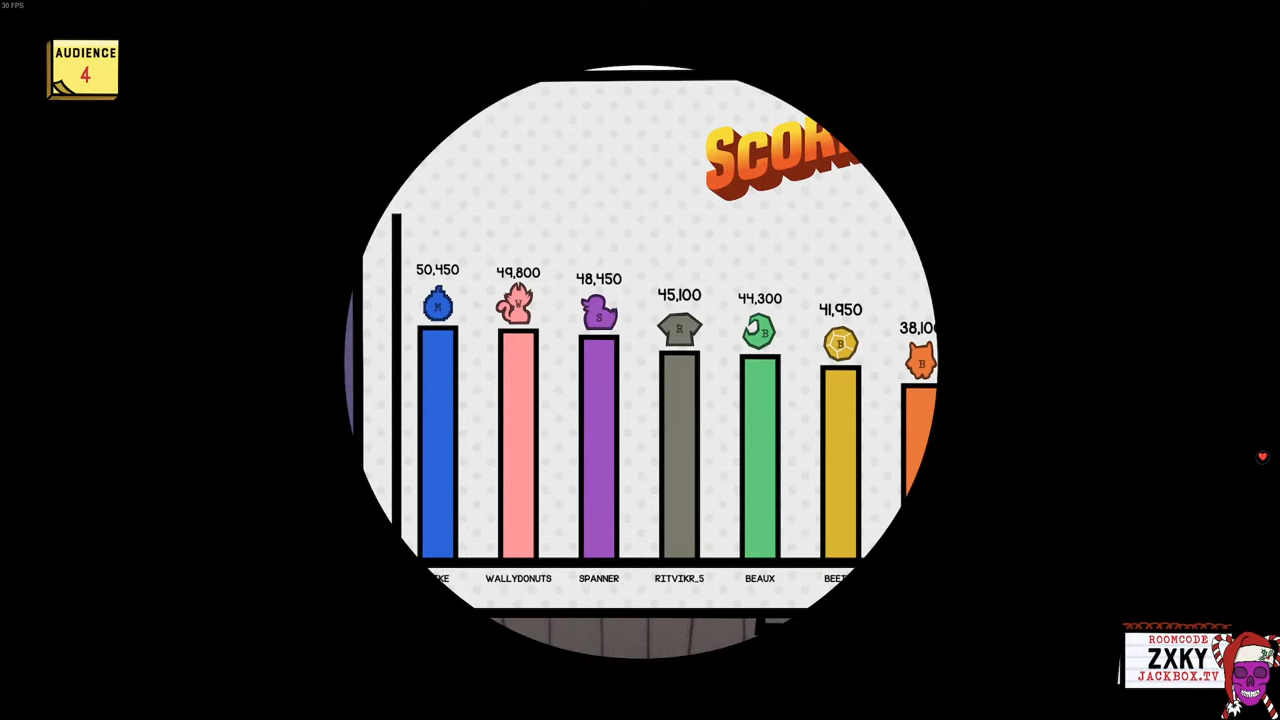 30 FPS
AUDIENCE
4
50,450
49,800
48,450
45,100
44,300
41,950
M
W
S
R
B
B
B
WALLYDONUTS
SPANNER
RITVIKR_5
BEAUX
ROOMCODE
ZXKY
JACKBOX.TV